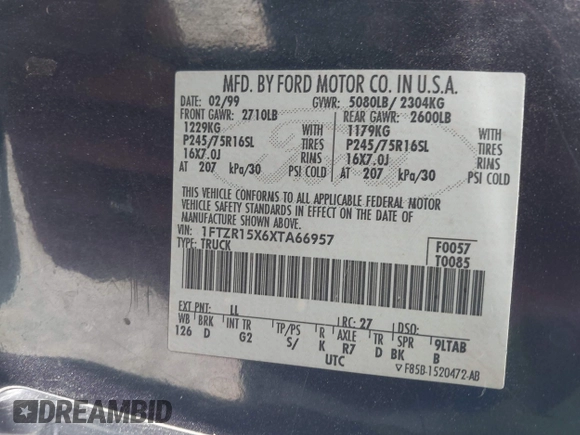 MFD. BY FORD MOTOR CO. IN U.S.A.
DATE: 02/99 GVWR: 5080LB/ 2304KG
FRONT GAWR: 2710LB REAR GAWR: 2600LB
1229KG WITH 1179KG WITH
P245/75R16SL TIRES P245/75R16SL TIRES
16X7.0J RIMS 16X7.0J RIMS
AT 207 kPa/30 PSI COLD AT 207 kPa/30 PSI COLD
THIS VEHICLE CONFORMS TO ALL APPLICABLE FEDERAL MOTOR
VEHICLE SAFETY STANDARDS IN EFFECT ON THE DATE OF
MANUFACTURE SHOWN ABOVE.
VIN: 1FTZR15X6XTA66957 F0057
TYPE: TRUCK T0085
EXT PNT: LL RC: 27 DSO:
WB BRK INT TR TP/PS R AXLE TR SPR 9LTAB
126 D G2 S/ K R7 D BK B
UTC ▽ F85B-1520472-AB
DREAMBID